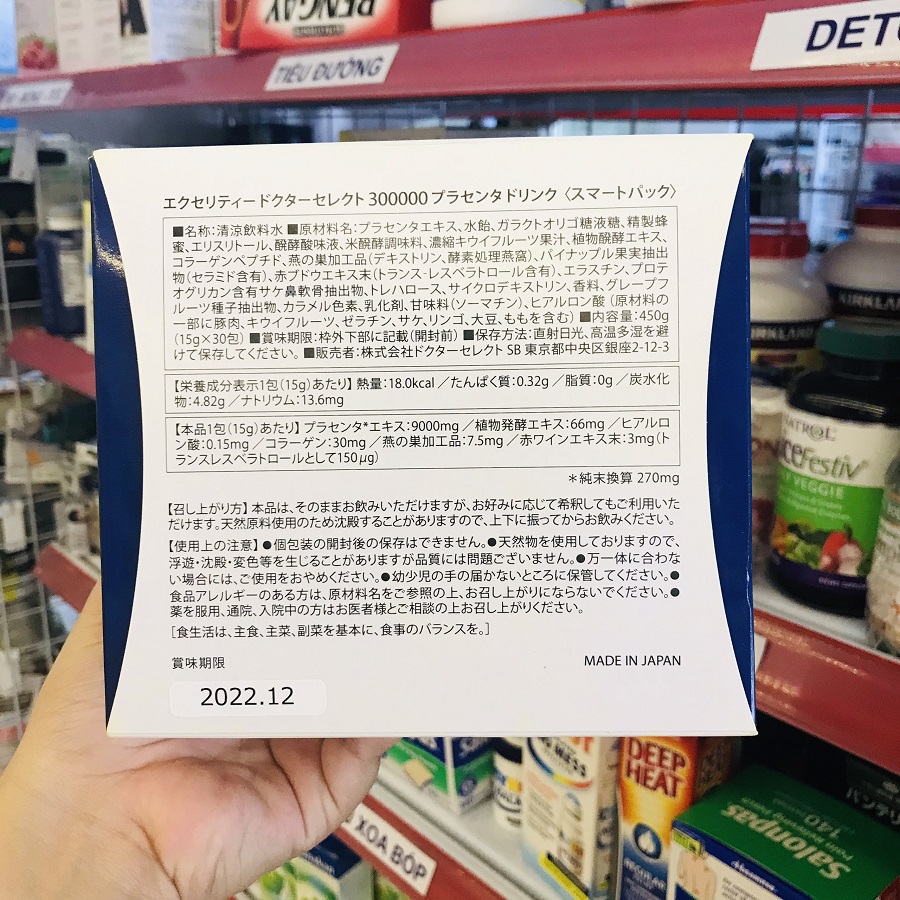 BENGAY
TIỂU ĐƯỜNG
DETO
エクセリティードクターセレクト 300000 プラセンタドリンク〈スマートパック〉
■名称:清涼飲料水 ■原材料名:プラセンタエキス、水飴、ガラクトオリゴ糖液糖、精製蜂
蜜、エリスリトール、醗酵酸味液、米醗酵調味料、濃縮キウイフルーツ果汁、植物醗酵エキス、
コラーゲンペプチド、燕の巣加工品(デキストリン、酵素処理燕窩)、パイナップル果実抽出
物(セラミド含有)、赤ブドウエキス末(トランス-レスベラトロール含有)、エラスチン、プロテ
オグリカン含有サケ鼻軟骨抽出物、トレハロース、サイクロデキストリン、香料、グレープフ
ルーツ種子抽出物、カラメル色素、乳化剤、甘味料(ソーマチン)、ヒアルロン酸 (原材料の
一部に豚肉、キウイフルーツ、ゼラチン、サケ、リンゴ、大豆、ももを含む) ■内容量:450g
(15g×30包) ■賞味期限:枠外下部に記載(開封前) ■保存方法:直射日光、高温多湿を避
けて保存してください。 ■販売者:株式会社ドクターセレクト SB 東京都中央区銀座2-12-3
【栄養成分表示1包(15g)あたり】 熱量:18.0kcal /たんぱく質:0.32g /脂質:0g /炭水化
物:4.82g /ナトリウム:13.6mg
【本品1包(15g)あたり】 プラセンタ*エキス:9000mg /植物発酵エキス:66mg /ヒアルロ
ン酸:0.15mg /コラーゲン:30mg /燕の巣加工品:7.5mg /赤ワインエキス末:3mg(ト
ランスレスベラトロールとして150μg)
*純末換算 270mg
【召し上がり方】 本品は、そのままお飲みいただけますが、お好みに応じて希釈してもご利用いた
だけます。天然原料使用のため沈殿することがありますので、上下に振ってからお飲みください。
【使用上の注意】 ●個包装の開封後の保存はできません。●天然物を使用しておりますので、
浮遊・沈殿・変色等を生じることがありますが品質には問題ございません。●万一体に合わな
い場合には、ご使用をおやめください。●幼少児の手の届かないところに保管してください。●
食品アレルギーのある方は、原材料名をご参照の上、お召し上がりにならないでください。●
薬を服用、通院、入院中の方はお医者様とご相談の上お召し上がりください。
[食生活は、主食、主菜、副菜を基本に、食事のバランスを。]
賞味期限
MADE IN JAPAN
2022.12
KIRKLAND
KIRKLAND
NATROL
Festiv
VEGGIE
DEEP
HEAT
REGULAR
Salonpas
140
XOA BÓP